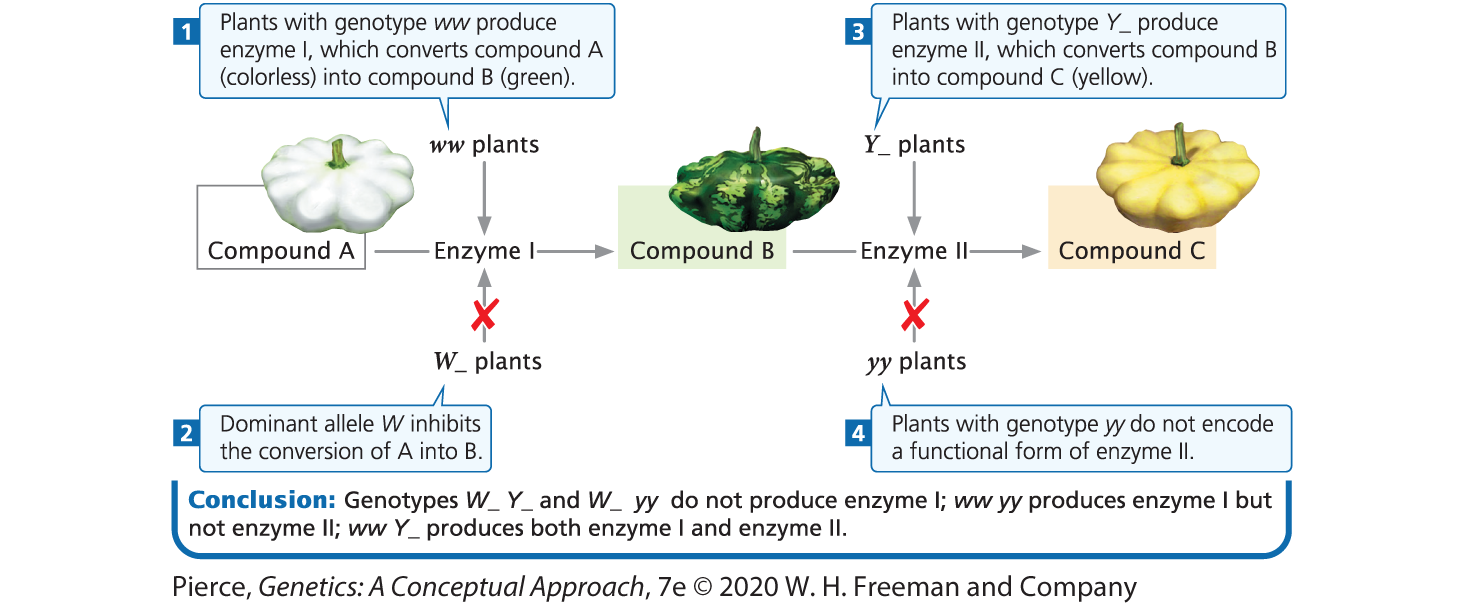 1
Plants with genotype ww produce
enzyme I, which converts compound A
(colorless) into compound B (green).
3
Plants with genotype Y_ produce
enzyme II, which converts compound B
into compound C (yellow).
ww plants
Y_ plants
Compound A
Enzyme I
Compound B
Enzyme II
Compound C
W_ plants
yy plants
2
Dominant allele W inhibits
the conversion of A into B.
4
Plants with genotype yy do not encode
a functional form of enzyme II.
Conclusion: Genotypes W_ Y_ and W_ yy do not produce enzyme I; ww yy produces enzyme I but
not enzyme II; ww Y_ produces both enzyme I and enzyme II.
Pierce, Genetics: A Conceptual Approach, 7e © 2020 W. H. Freeman and Company